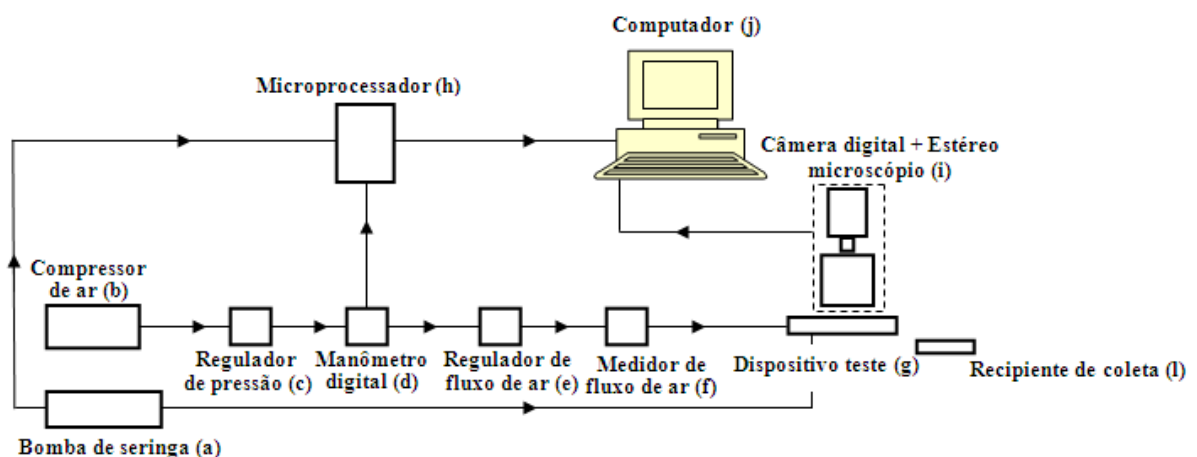 Computador (j)
Microprocessador (h)
Câmera digital + Estéreo
microscópio (i)
Compressor
de ar (b)
Regulador
de pressão (c)
Manômetro
digital (d)
Regulador de
fluxo de ar (e)
Medidor de
fluxo de ar (f)
Dispositivo teste (g)
Recipiente de coleta (l)
Bomba de seringa (a)